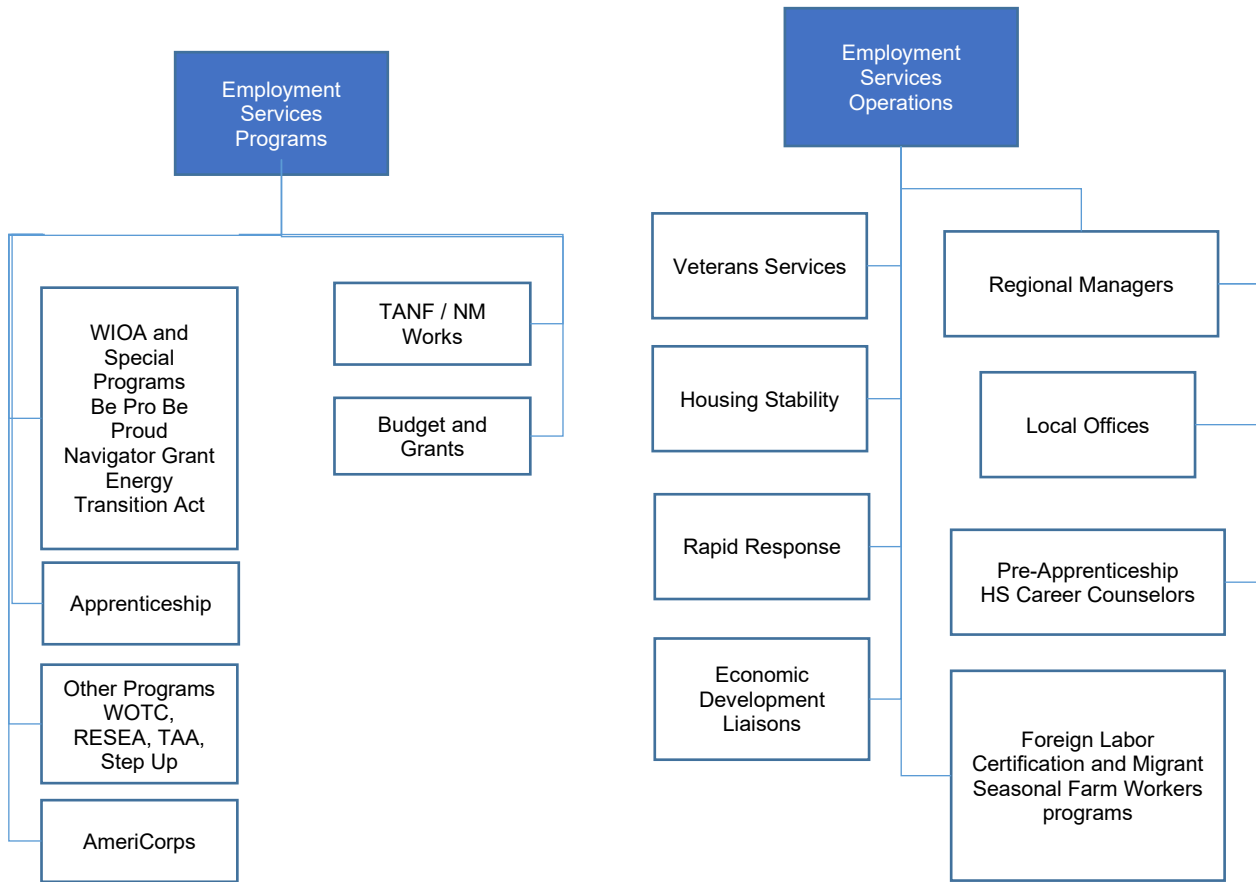 Employment
Services
Programs
WIOA and
Special
Programs
Be Pro Be
Proud
Navigator Grant
Energy
Transition Act
Apprenticeship
Other Programs
WOTC,
RESEA, TAA,
Step Up
AmeriCorps
TANF / NM
Works
Budget and
Grants
Employment
Services
Operations
Veterans Services
Housing Stability
Rapid Response
Economic
Development
Liaisons
Regional Managers
Local Offices
Pre-Apprenticeship
HS Career Counselors
Foreign Labor
Certification and Migrant
Seasonal Farm Workers
programs